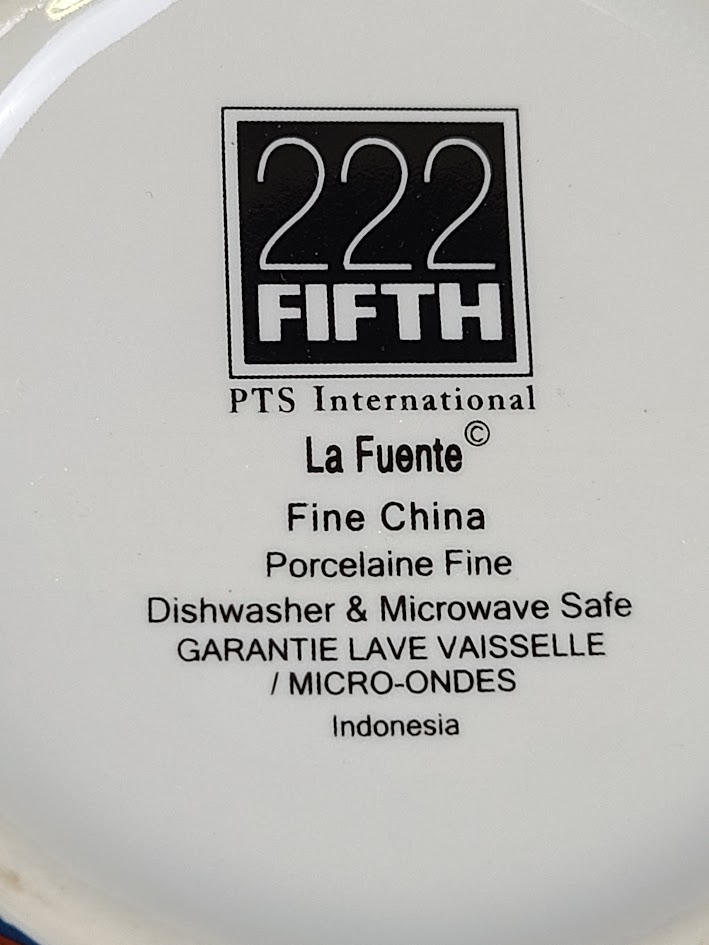 222
FIFTH
PTS International
La Fuente©
Fine China
Porcelaine Fine
Dishwasher & Microwave Safe
GARANTIE LAVE VAISSELLE
/ MICRO-ONDES
Indonesia